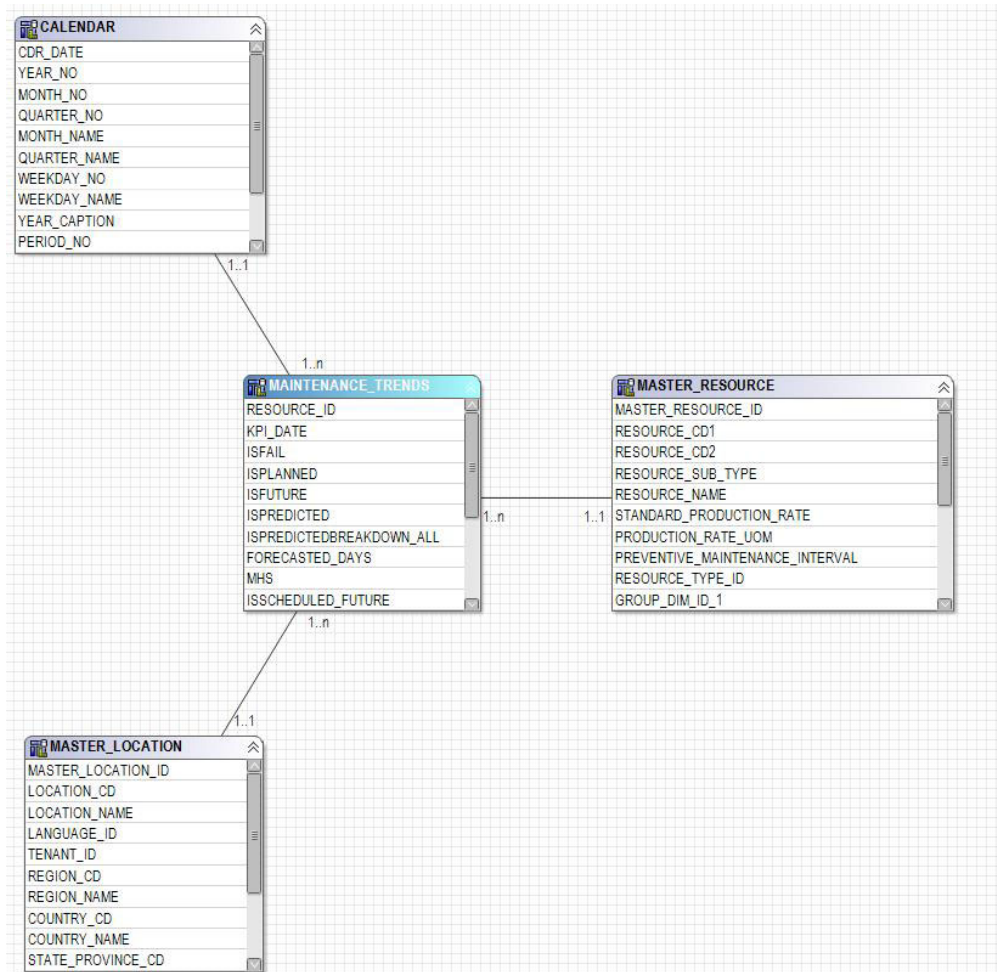 CALENDAR
CDR_DATE
YEAR_NO
MONTH_NO
QUARTER_NO
MONTH_NAME
QUARTER_NAME
WEEKDAY_NO
WEEKDAY_NAME
YEAR_CAPTION
PERIOD_NO
1..1
1..n
MAINTENANCE_TRENDS
RESOURCE_ID
KPI_DATE
ISFAIL
ISPLANNED
ISFUTURE
ISPREDICTED
ISPREDICTEDBREAKDOWN_ALL
FORECASTED_DAYS
MHS
ISSCHEDULED_FUTURE
1..n
1..1
MASTER_RESOURCE
MASTER_RESOURCE_ID
RESOURCE_CD1
RESOURCE_CD2
RESOURCE_SUB_TYPE
RESOURCE_NAME
STANDARD_PRODUCTION_RATE
PRODUCTION_RATE_UOM
PREVENTIVE_MAINTENANCE_INTERVAL
RESOURCE_TYPE_ID
GROUP_DIM_ID_1
1..n
1..1
MASTER_LOCATION
MASTER_LOCATION_ID
LOCATION_CD
LOCATION_NAME
LANGUAGE_ID
TENANT_ID
REGION_CD
REGION_NAME
COUNTRY_CD
COUNTRY_NAME
STATE_PROVINCE_CD